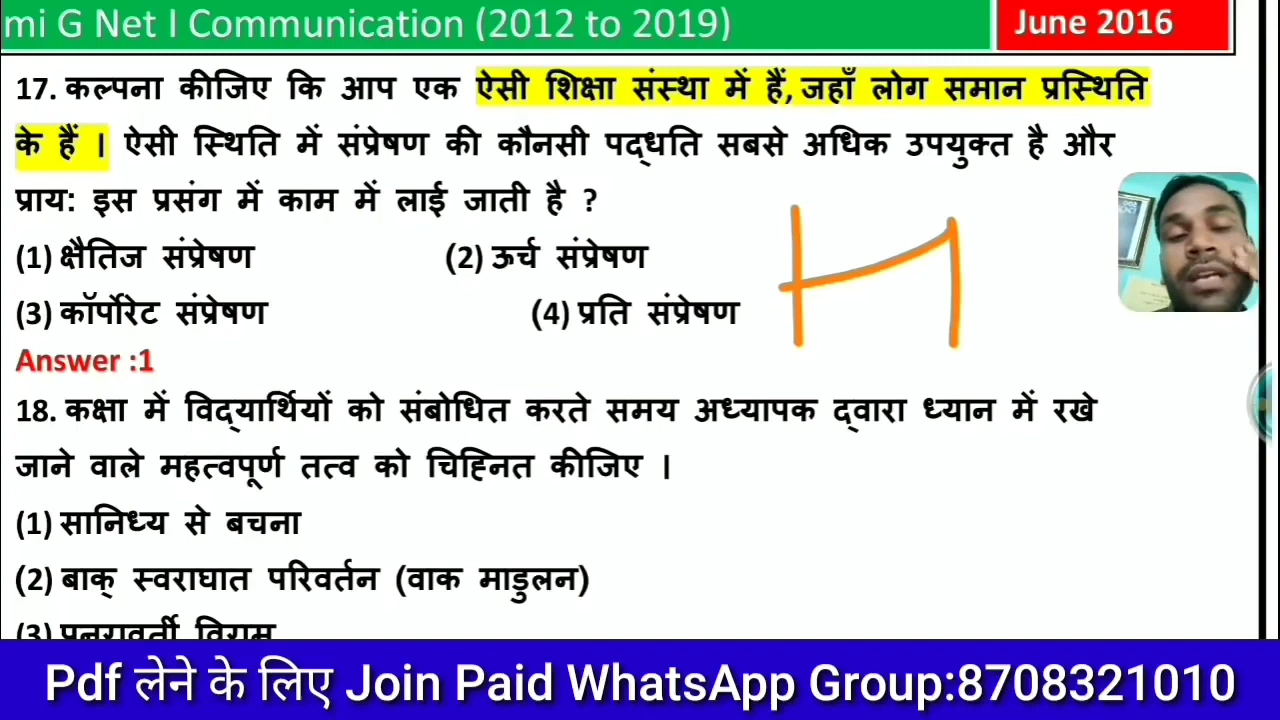 mi G Net I Communication (2012 to 2019)
June 2016
17. कल्पना कीजिए कि आप एक ऐसी शिक्षा संस्था में हैं, जहाँ लोग समान प्रस्थिति
के हैं । ऐसी स्थिति में संप्रेषण की कौनसी पद्धति सबसे अधिक उपयुक्त है और
प्राय: इस प्रसंग में काम में लाई जाती है ?
(1) क्षैतिज संप्रेषण (2) ऊर्च संप्रेषण
(3) कॉर्पोरेट संप्रेषण (4) प्रति संप्रेषण
Answer :1
18. कक्षा में विद्यार्थियों को संबोधित करते समय अध्यापक द्वारा ध्यान में रखे
जाने वाले महत्वपूर्ण तत्व को चिह्नित कीजिए ।
(1) सानिध्य से बचना
(2) बाक् स्वराघात परिवर्तन (वाक माडुलन)
(3) पुनरावर्ती विराम
Pdf लेने के लिए Join Paid WhatsApp Group:8708321010